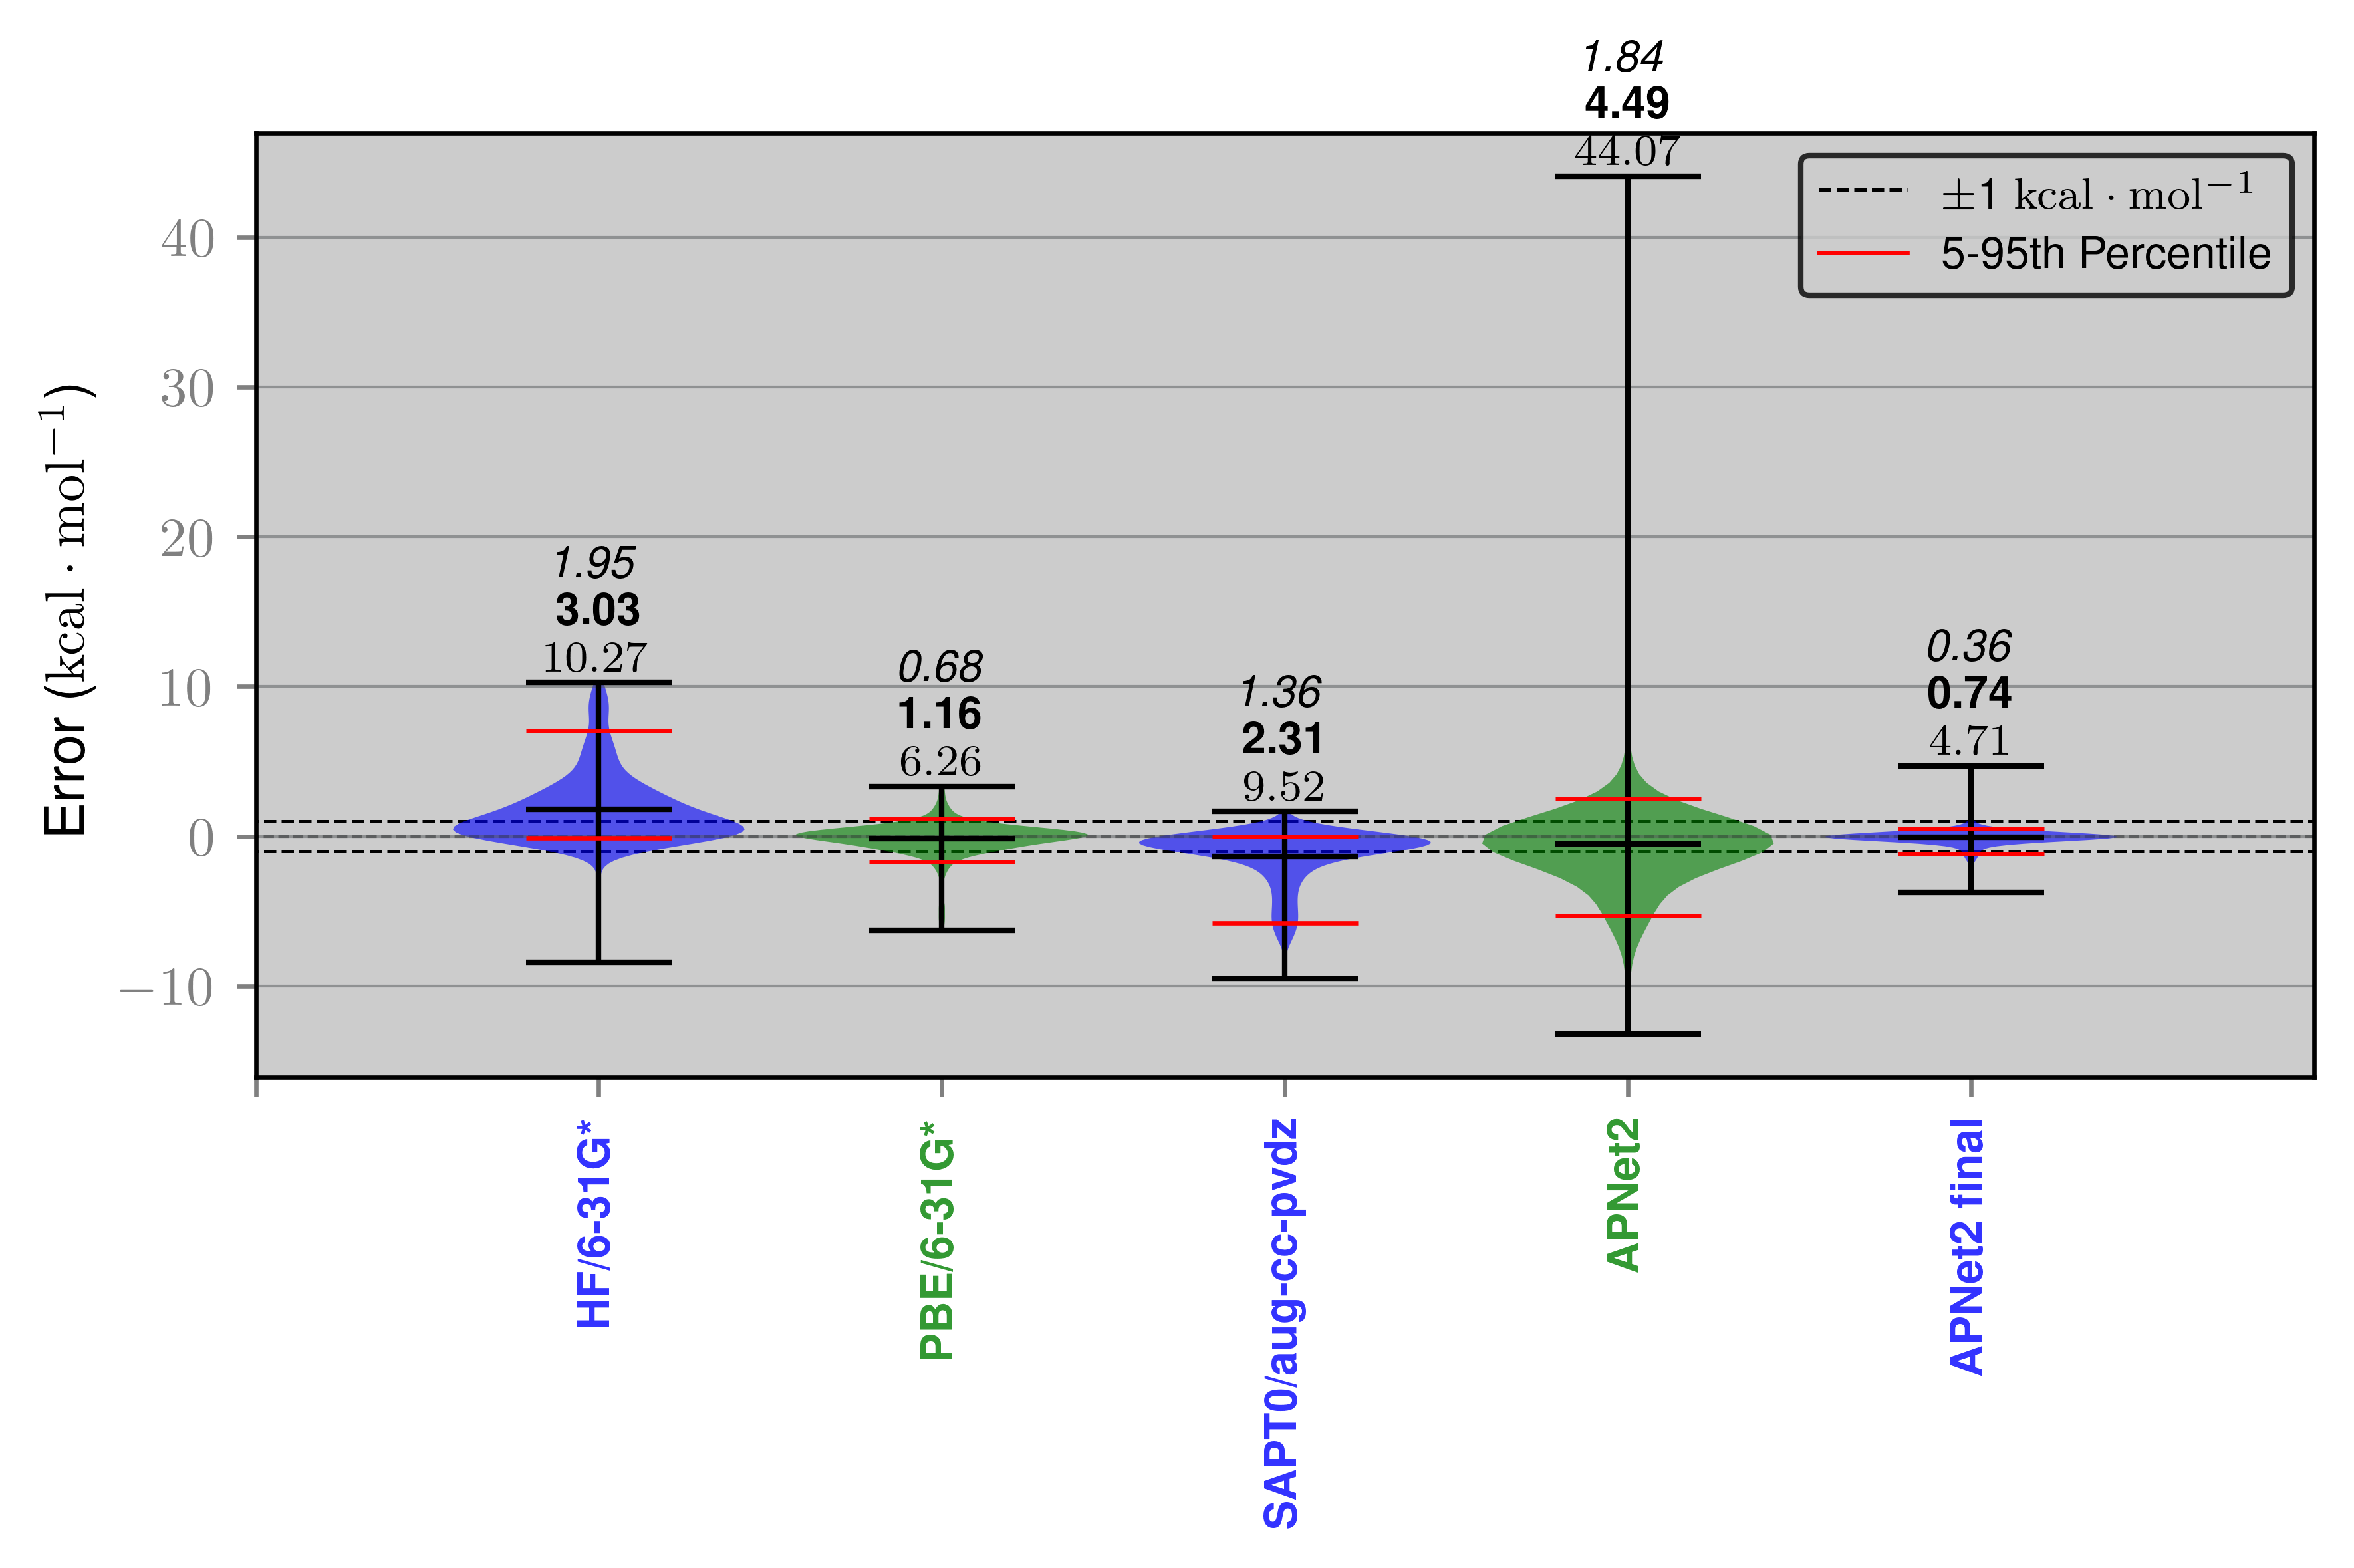 1.84
4.49
44.07
±1 kcal · mol⁻¹
5-95th Percentile
Error (kcal · mol⁻¹)
40
30
20
10
0
−10
1.95
3.03
10.27
0.68
1.16
6.26
1.36
2.31
9.52
0.36
0.74
4.71
HF/6-31G*
PBE/6-31G*
SAPT0/aug-cc-pvdz
APNet2
APNet2 final